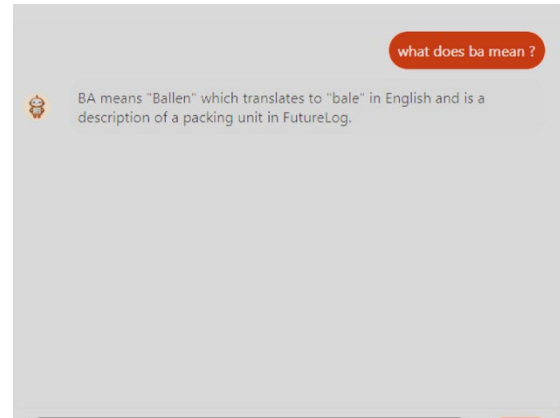 what does ba mean ?
BA means "Ballen" which translates to "bale" in English and is a
description of a packing unit in FutureLog.